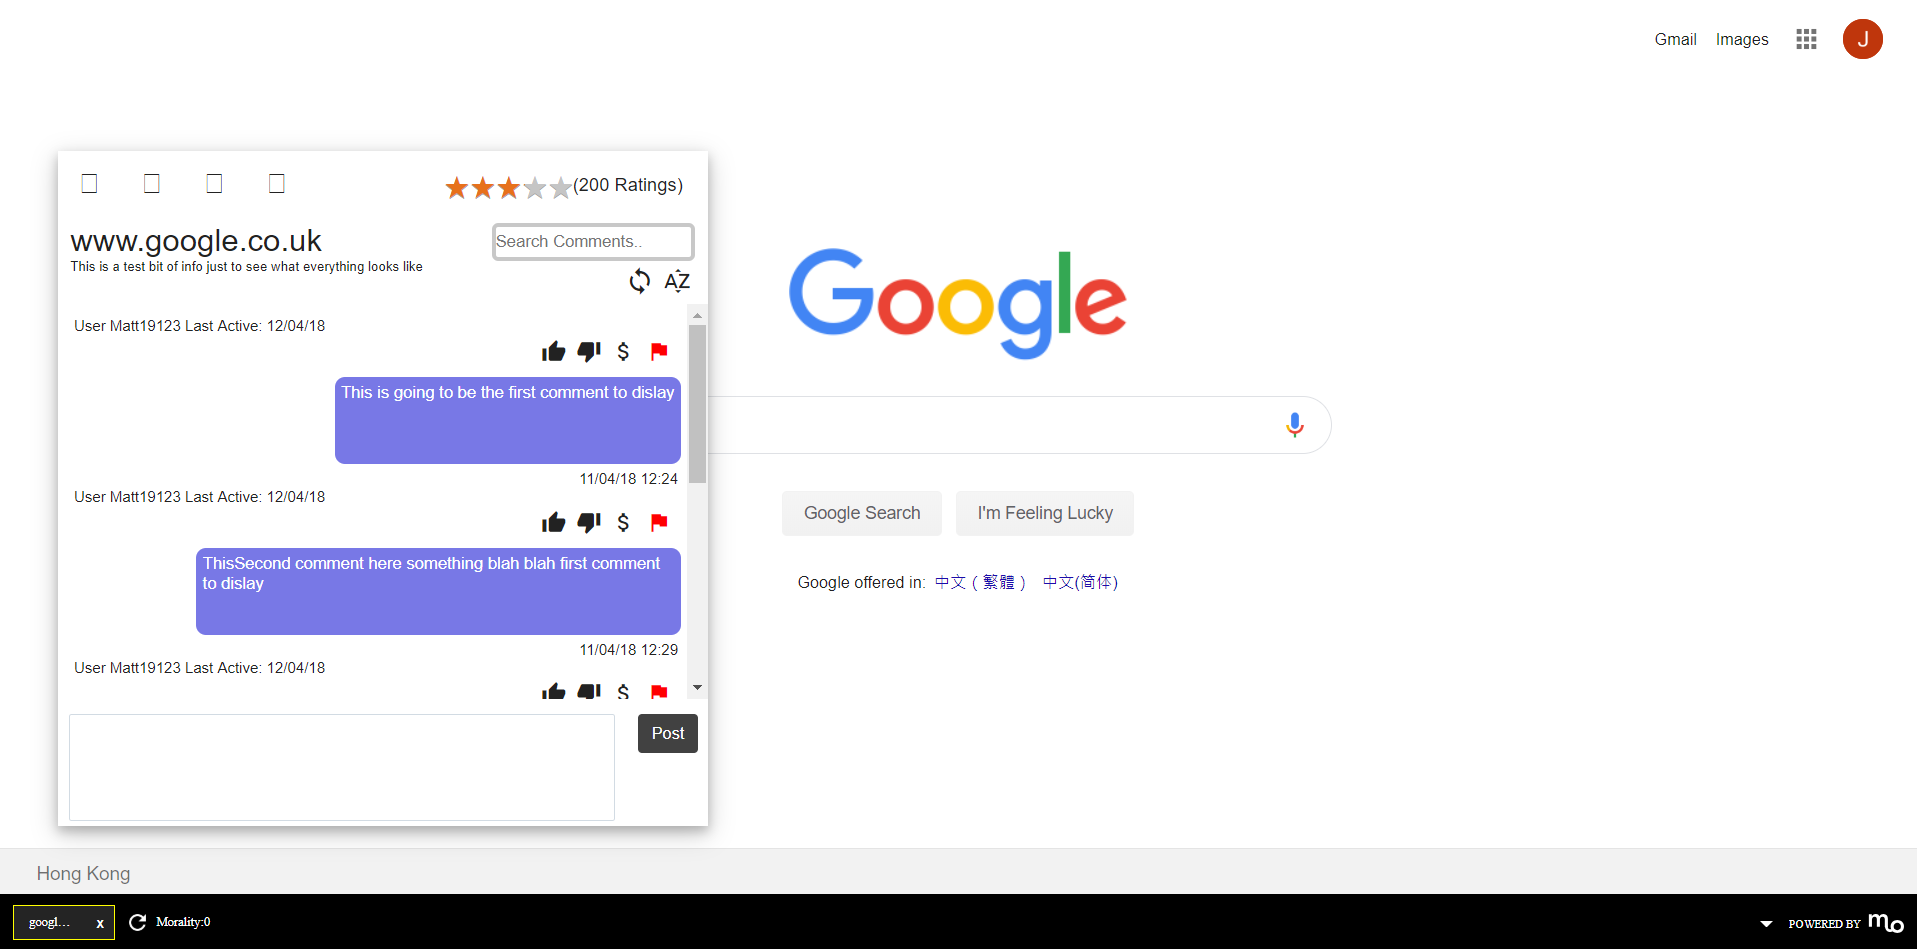 Gmail Images
J
(200 Ratings)
www.google.co.uk
Search Comments..
This is a test bit of info just to see what everything looks like
AZ
User Matt19123 Last Active: 12/04/18
$
This is going to be the first comment to dislay
11/04/18 12:24
User Matt19123 Last Active: 12/04/18
$
ThisSecond comment here something blah blah first comment
to dislay
11/04/18 12:29
User Matt19123 Last Active: 12/04/18
$
Post
Google
Google Search
I'm Feeling Lucky
Google offered in: 中文（繁體） 中文(简体)
Hong Kong
googl... x
Morality:0
POWERED BY mo